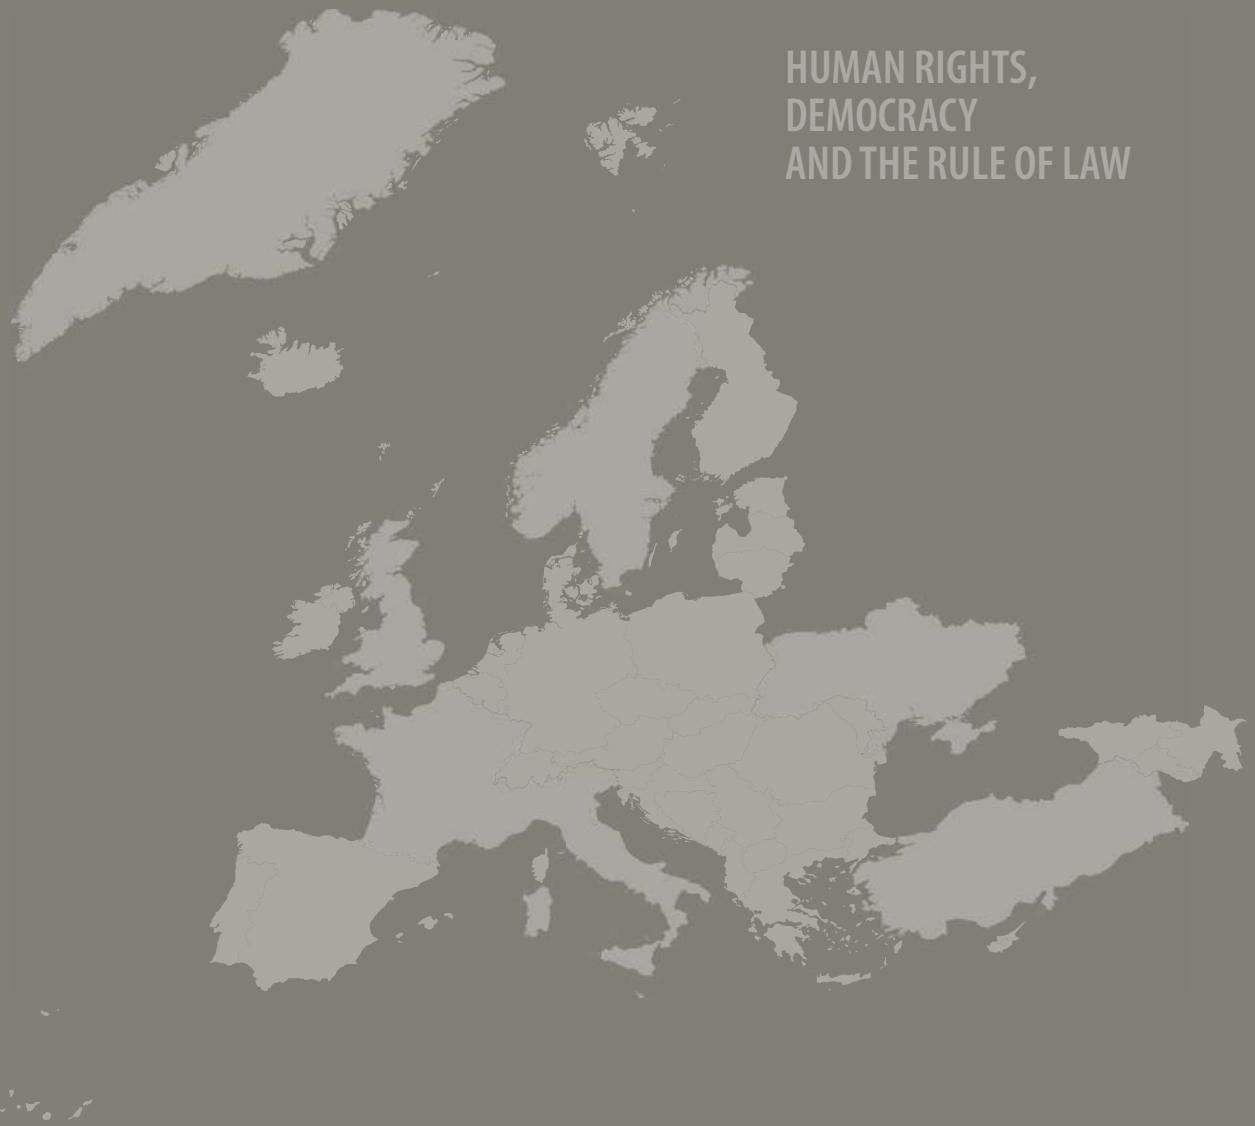 HUMAN RIGHTS,
DEMOCRACY
AND THE RULE OF LAW